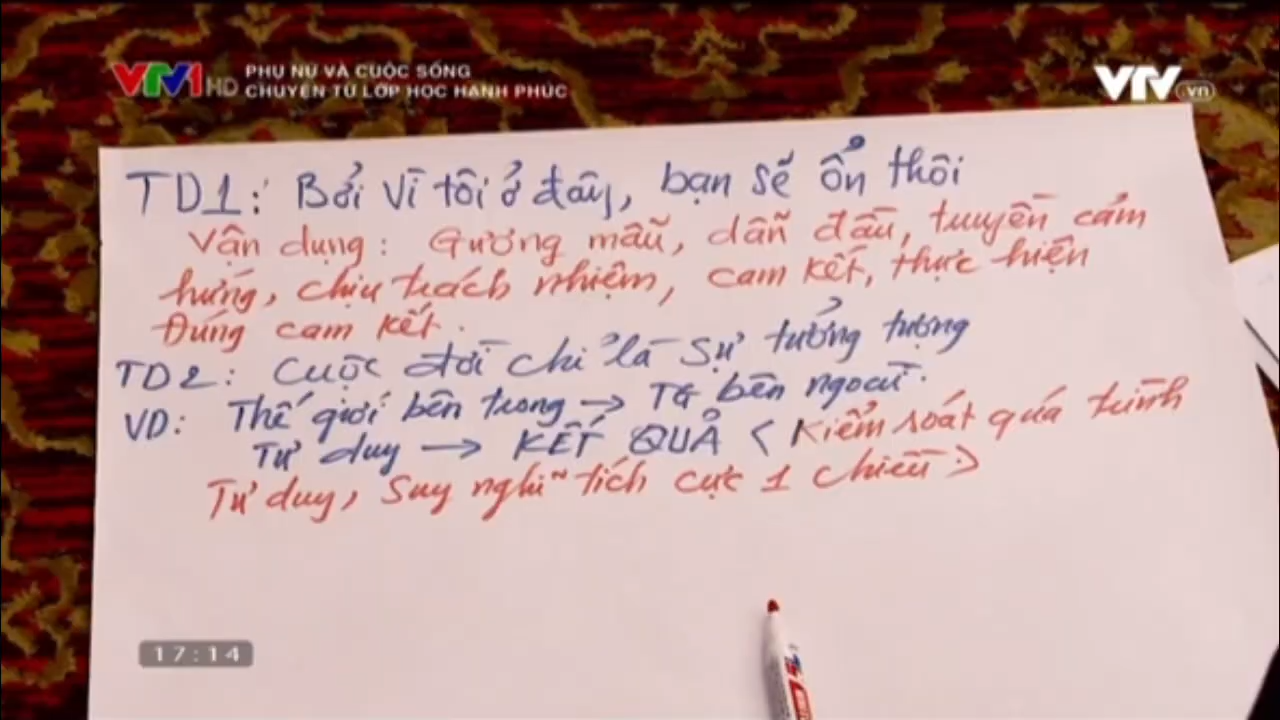 VTV1 HD
PHỤ NỮ VÀ CUỘC SỐNG
CHUYỆN TỪ LỚP HỌC HẠNH PHÚC
VTV.vn
TD1: Bởi vì tôi ở đây, bạn sẽ ổn thôi
Vận dụng: Gương mẫu, dẫn đầu, truyền cảm
hứng, chịu trách nhiệm, cam kết, thực hiện
Đúng cam kết.
TD2: Cuộc đời chỉ là sự tưởng tượng
VD: Thế giới bên trong → TG bên ngoài.
Tư duy → KẾT QUẢ < Kiểm soát quá trình
Tư duy, suy nghĩ tích cực 1 chiều >
17:14